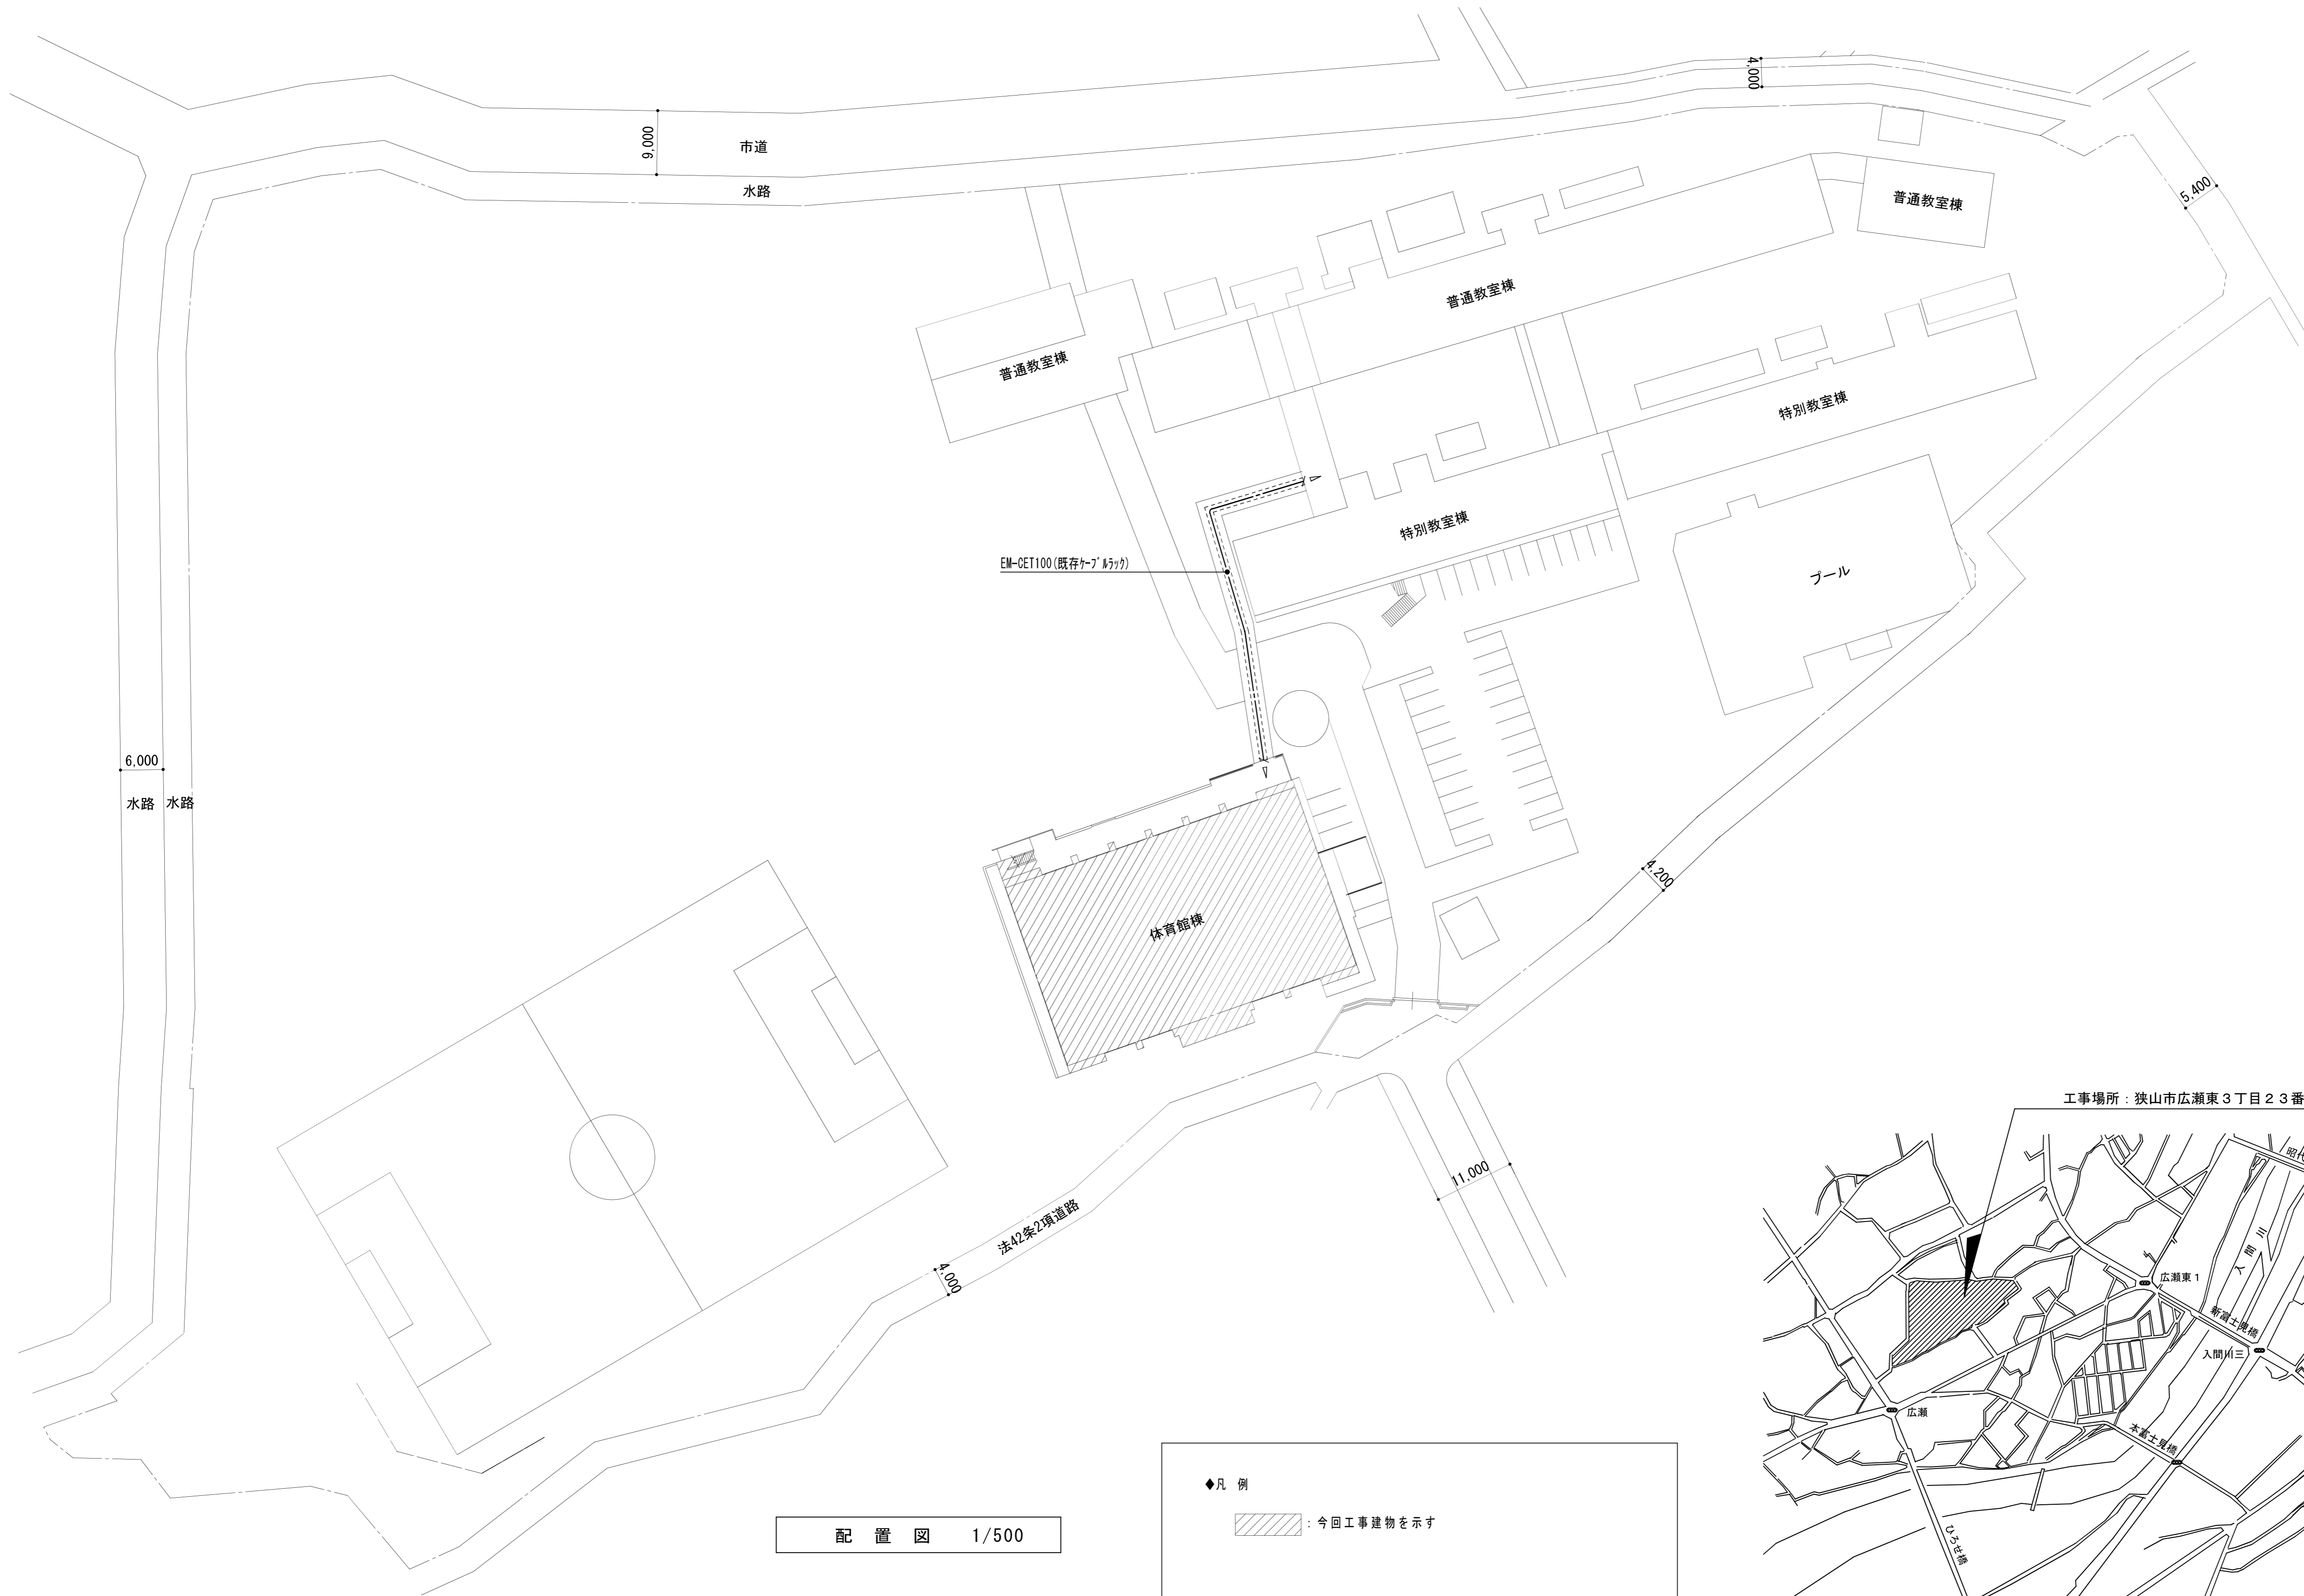 4,000
9,000
市道
水路
5,400
普通教室棟
普通教室棟
普通教室棟
特別教室棟
特別教室棟
EM-CET100(既存ｹｰﾌﾞﾙﾗｯｸ)
プール
6,000
水路 水路
4,200
体育館棟
工事場所：狭山市広瀬東３丁目２３番
11,000
法42条2項道路
4,000
入間川
広瀬東１
新富士見橋
入間川三
広瀬
本富士見橋
ひろせ橋
◆凡 例
：今回工事建物を示す
配 置 図 1/500